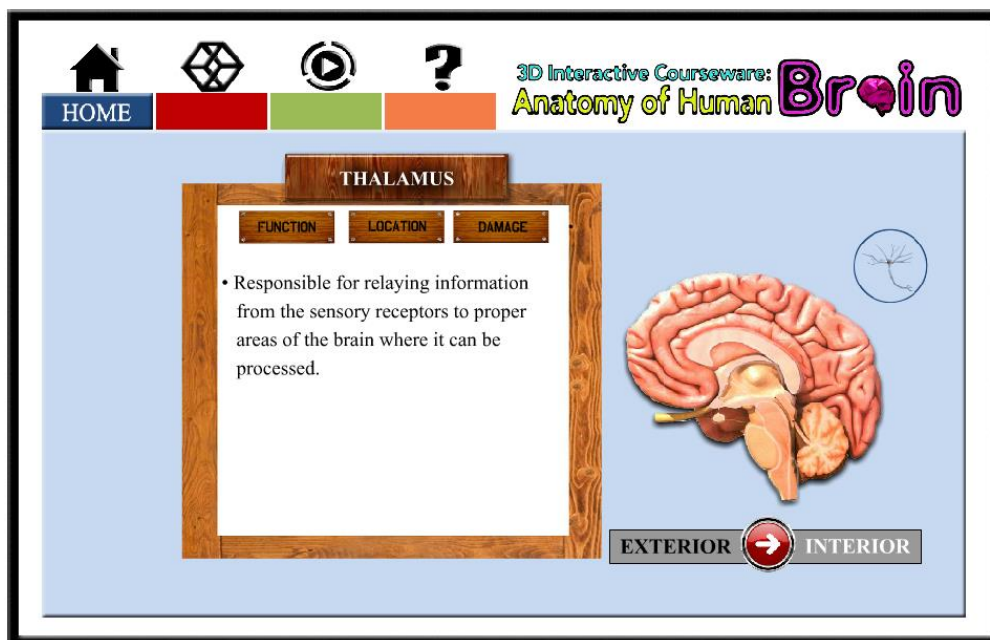 3D Interactive Courseware:
Anatomy of Human Brain
HOME
THALAMUS
FUNCTION LOCATION DAMAGE
• Responsible for relaying information
from the sensory receptors to proper
areas of the brain where it can be
processed.
EXTERIOR INTERIOR